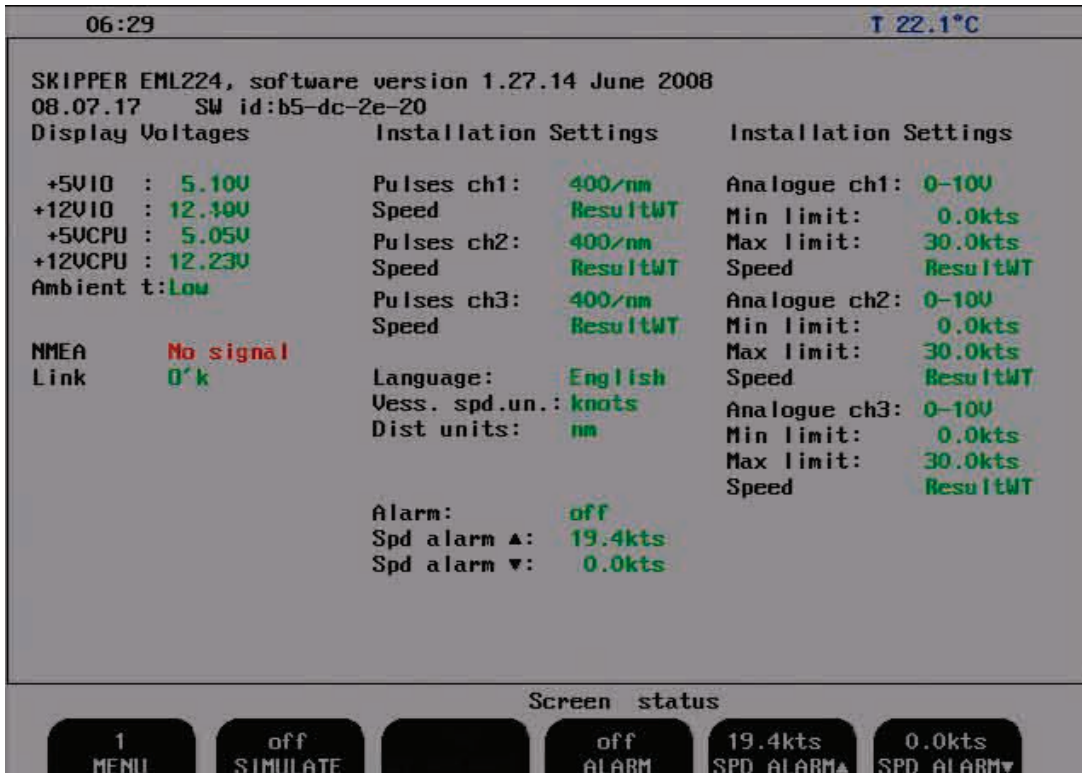 06:29 T 22.1°C
SKIPPER EML224, software version 1.27.14 June 2008
08.07.17 SW id:b5-dc-2e-20
Display Voltages
+5VIO : 5.10V
+12VIO : 12.10V
+5VCPU : 5.05V
+12VCPU : 12.23V
Ambient t:Low
NMEA No signal
Link O'k
Installation Settings
Pulses ch1: 400/nm
Speed ResultWT
Pulses ch2: 400/nm
Speed ResultWT
Pulses ch3: 400/nm
Speed ResultWT
Language: English
Vess. spd.un.: knots
Dist units: nm
Alarm: off
Spd alarm ▲: 19.4kts
Spd alarm ▼: 0.0kts
Installation Settings
Analogue ch1: 0-10V
Min limit: 0.0kts
Max limit: 30.0kts
Speed ResultWT
Analogue ch2: 0-10V
Min limit: 0.0kts
Max limit: 30.0kts
Speed ResultWT
Analogue ch3: 0-10V
Min limit: 0.0kts
Max limit: 30.0kts
Speed ResultWT
Screen status
1
MENU
off
SIMULATE
off
ALARM
19.4kts
SPD ALARM▲
0.0kts
SPD ALARM▼